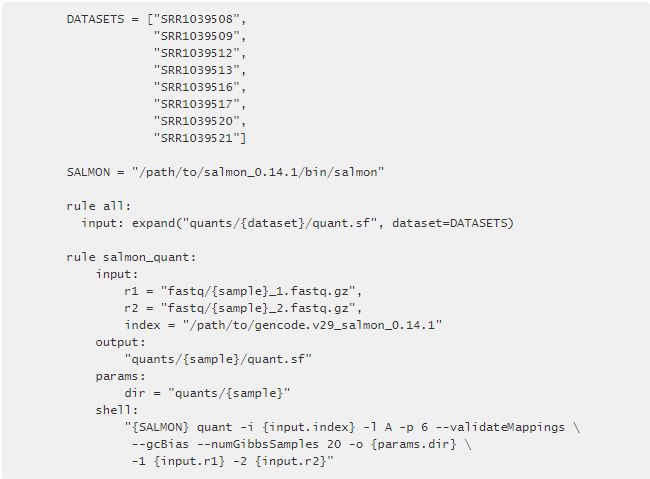 DATASETS = ["SRR1039508",
"SRR1039509",
"SRR1039512",
"SRR1039513",
"SRR1039516",
"SRR1039517",
"SRR1039520",
"SRR1039521"]
SALMON = "/path/to/salmon_0.14.1/bin/salmon"
rule all:
input: expand("quants/{dataset}/quant.sf", dataset=DATASETS)
rule salmon_quant:
input:
r1 = "fastq/{sample}_1.fastq.gz",
r2 = "fastq/{sample}_2.fastq.gz",
index = "/path/to/gencode.v29_salmon_0.14.1"
output:
"quants/{sample}/quant.sf"
params:
dir = "quants/{sample}"
shell:
"{SALMON} quant -i {input.index} -l A -p 6 --validateMappings \
--gcBias --numGibbsSamples 20 -o {params.dir} \
-1 {input.r1} -2 {input.r2}"